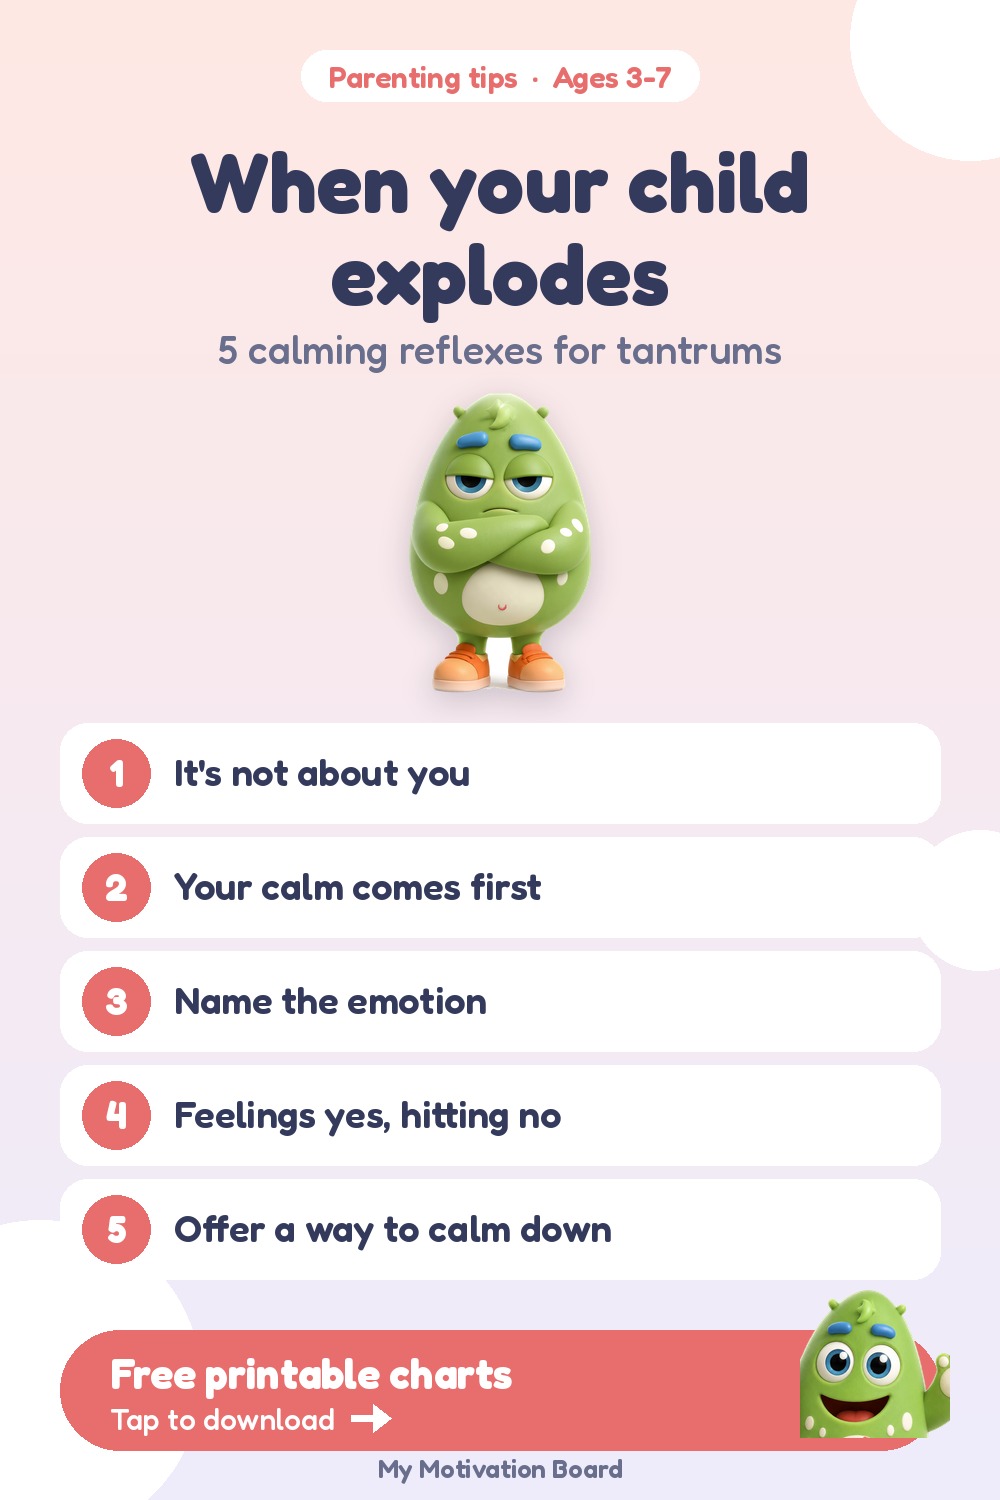 Parenting tips · Ages 3-7
When your child
explodes
5 calming reflexes for tantrums
1 It's not about you
2 Your calm comes first
3 Name the emotion
4 Feelings yes, hitting no
5 Offer a way to calm down
Free printable charts
Tap to download →
My Motivation Board